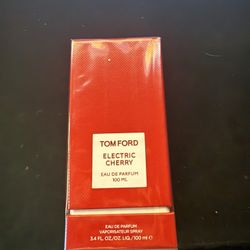 TOM FORD
ELECTRIC
CHERRY
EAU DE PARFUM
100 ML
EAU DE PARFUM
VAPORISATEUR SPRAY
3.4 FL.OZ./OZ.LIQ./100 ml ℮